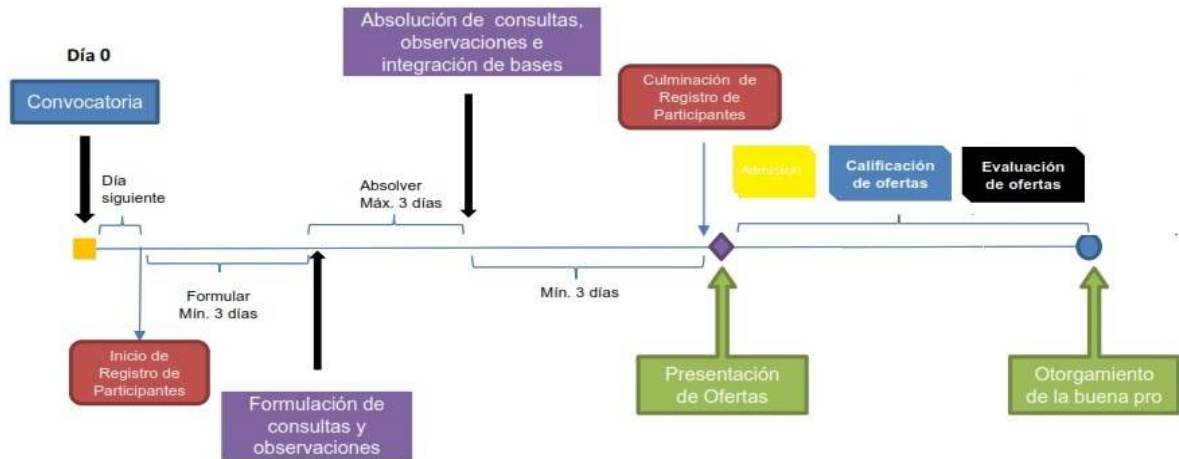 Día 0
Convocatoria
Absolución de consultas,
observaciones e
integración de bases
Culminación de
Registro de
Participantes
Admisión
Calificación
de ofertas
Evaluación
de ofertas
Día
siguiente
Absolver
Máx. 3 días
Formular
Mín. 3 días
Mín. 3 días
Inicio de
Registro de
Participantes
Formulación de
consultas y
observaciones
Presentación
de Ofertas
Otorgamiento
de la buena pro